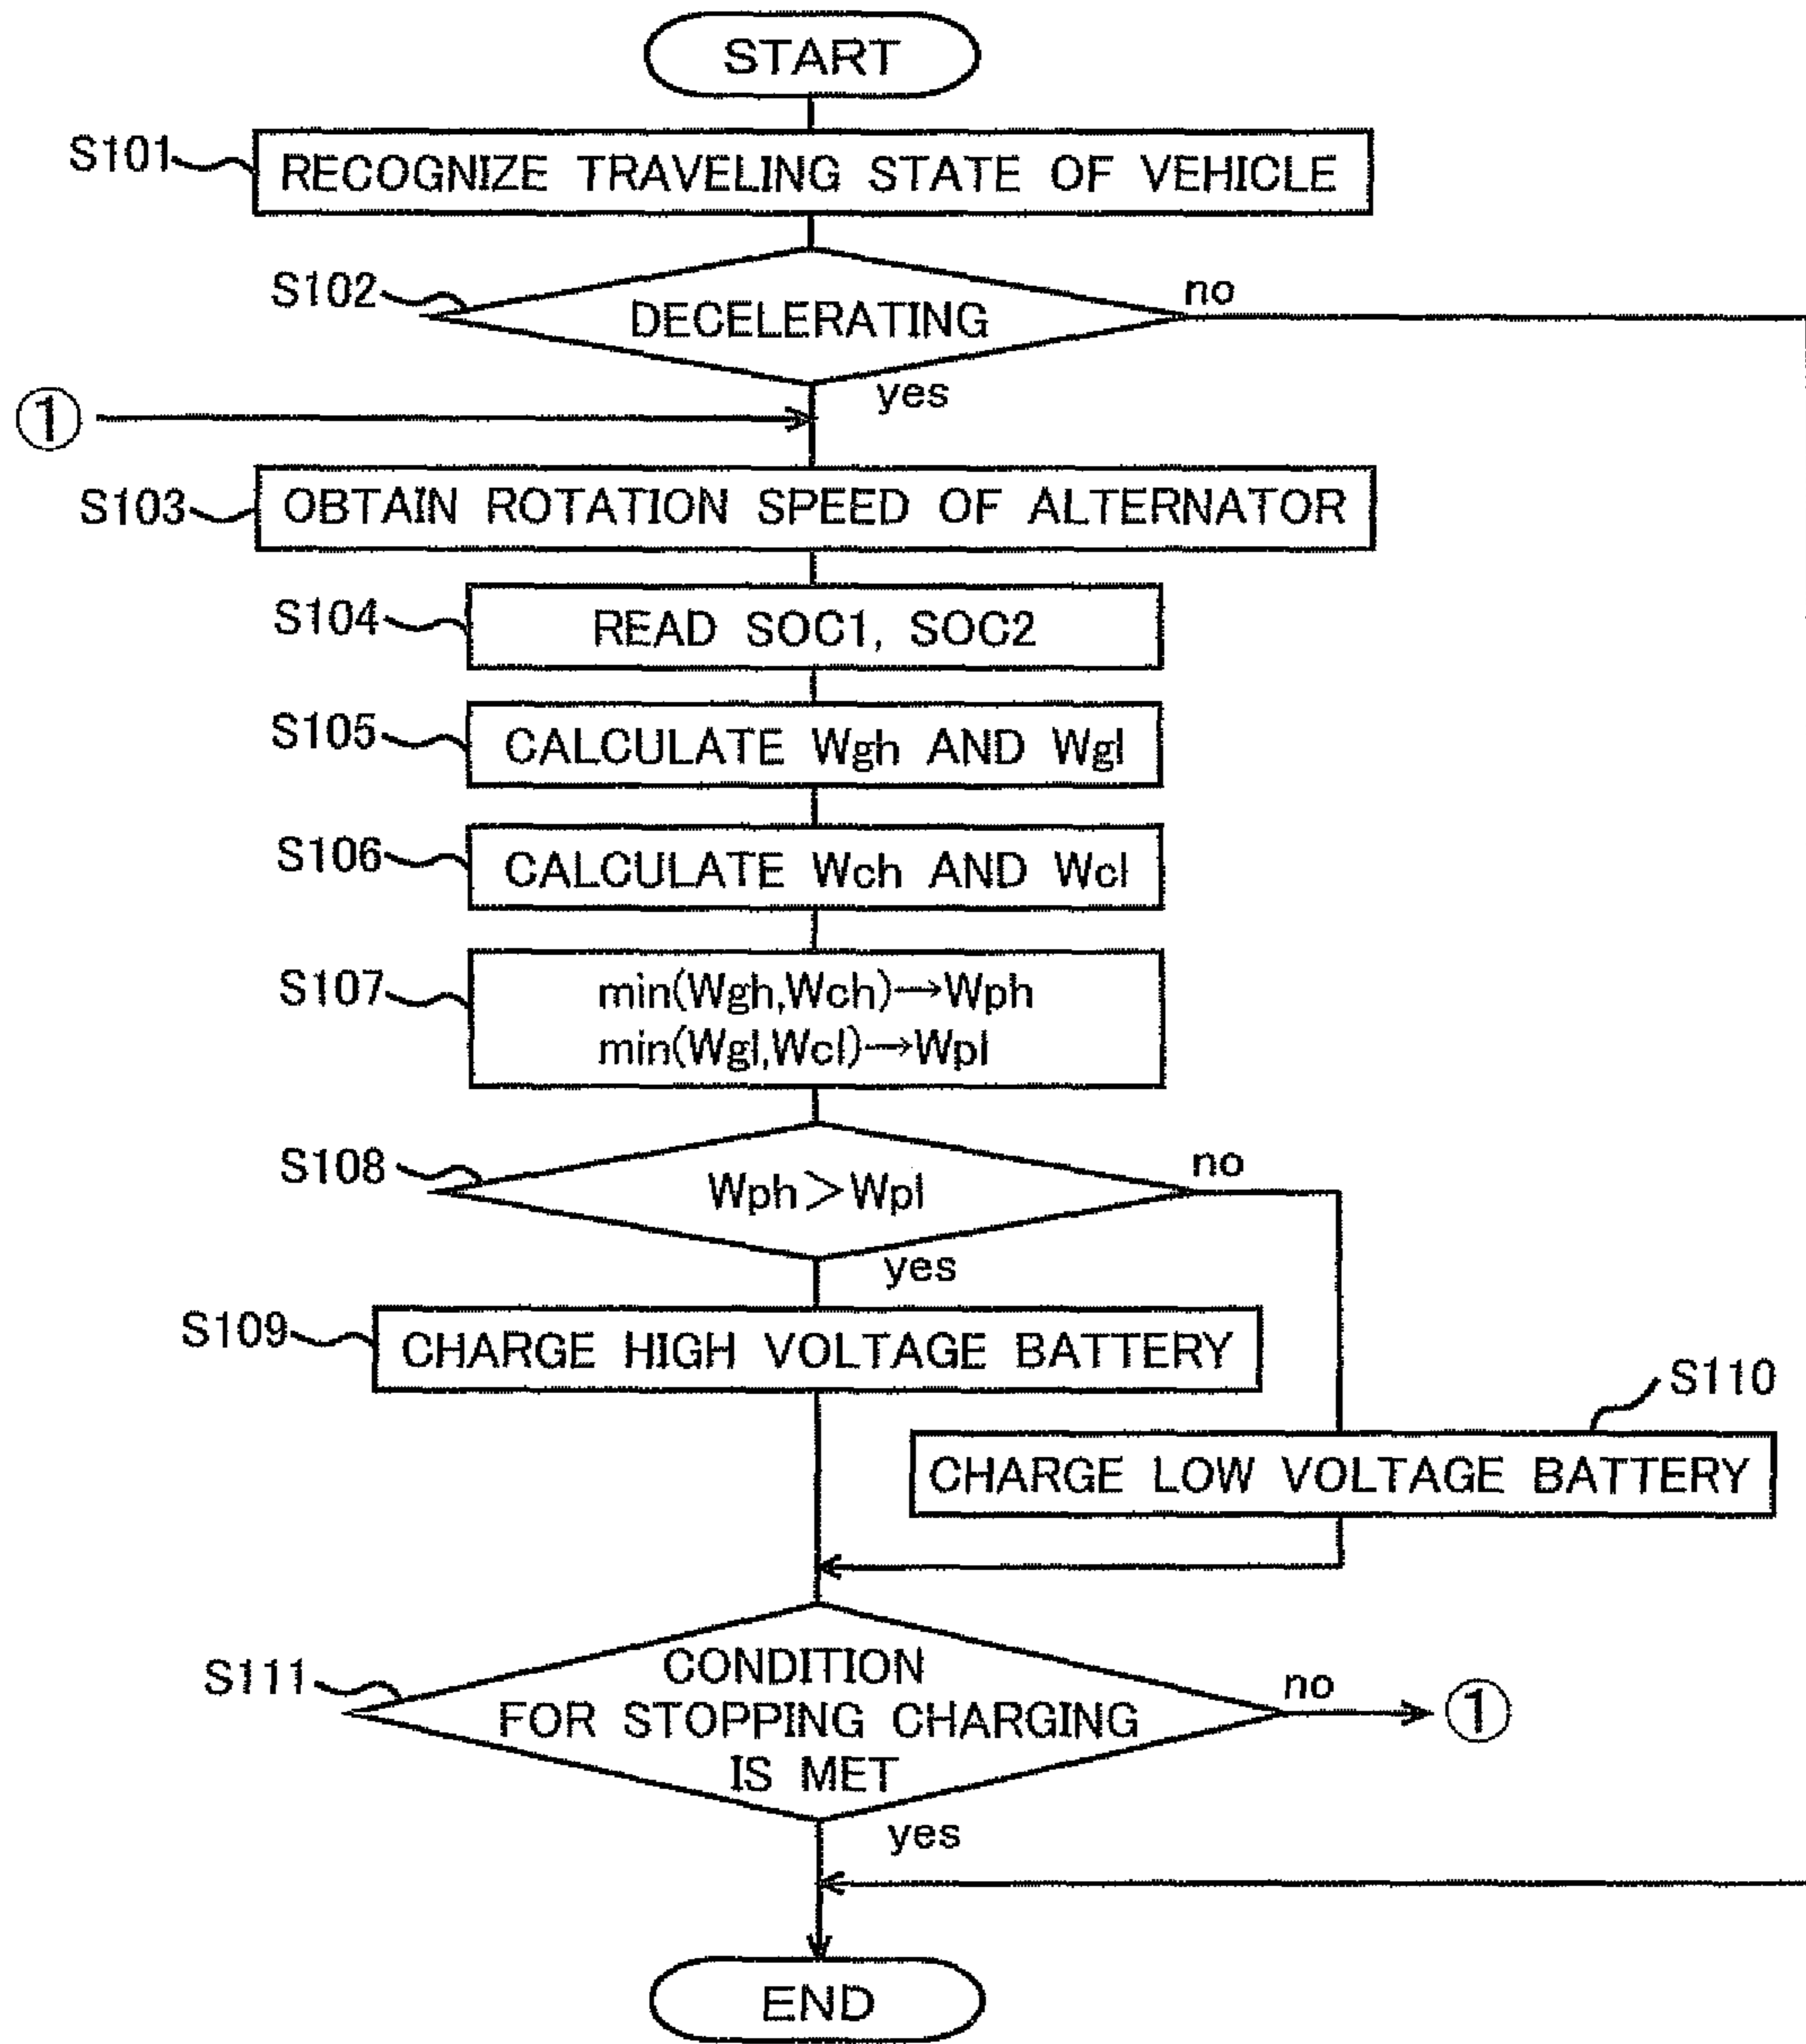 START
S101
RECOGNIZE TRAVELING STATE OF VEHICLE
S102
DECELERATING
no
yes
①
S103
OBTAIN ROTATION SPEED OF ALTERNATOR
S104
READ SOC1, SOC2
S105
CALCULATE Wgh AND Wgl
S106
CALCULATE Wch AND Wcl
S107
min(Wgh,Wch)→Wph
min(Wgl,Wcl)→Wpl
S108
Wph>Wpl
no
yes
S109
CHARGE HIGH VOLTAGE BATTERY
S110
CHARGE LOW VOLTAGE BATTERY
S111
CONDITION
FOR STOPPING CHARGING
IS MET
no
①
yes
END